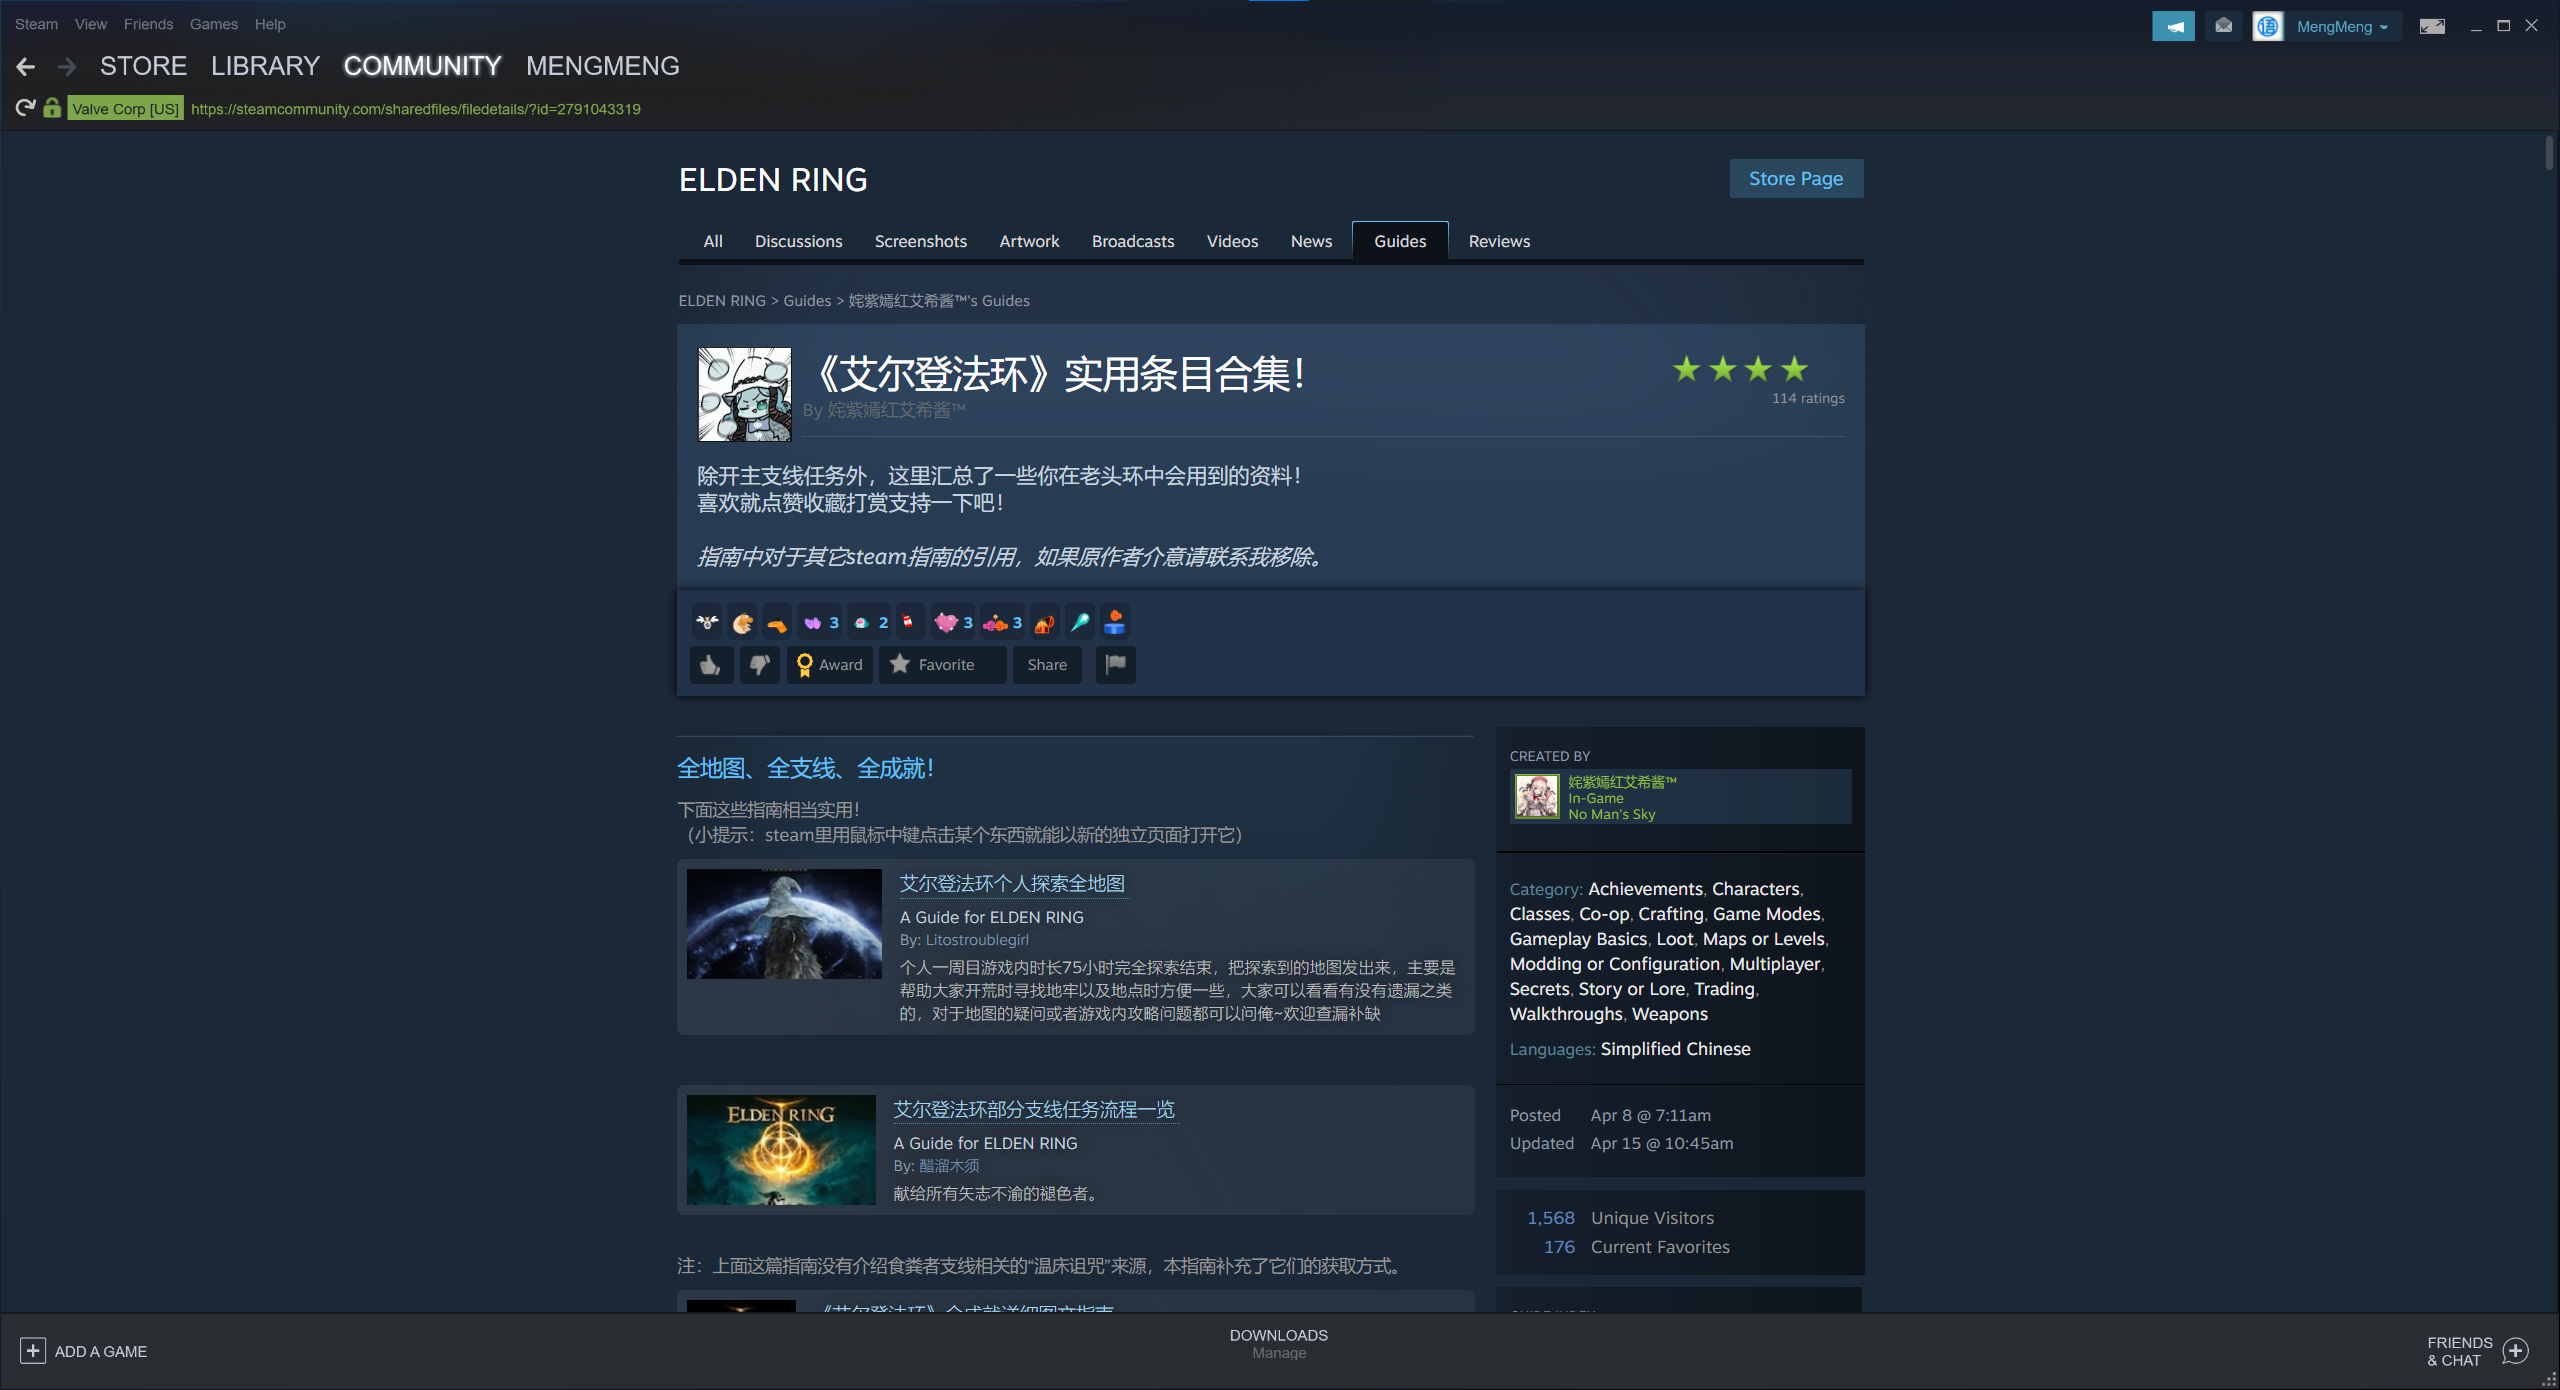 Steam View Friends Games Help
MengMeng
STORE LIBRARY COMMUNITY MENGMENG
Valve Corp [US] https://steamcommunity.com/sharedfiles/filedetails/?id=2791043319
ELDEN RING
Store Page
All Discussions Screenshots Artwork Broadcasts Videos News Guides Reviews
ELDEN RING > Guides > 姹紫嫣红艾希酱™'s Guides
《艾尔登法环》实用条目合集！
By 姹紫嫣红艾希酱™
114 ratings
除开主支线任务外，这里汇总了一些你在老头环中会用到的资料！
喜欢就点赞收藏打赏支持一下吧！
指南中对于其它steam指南的引用，如果原作者介意请联系我移除。
3 2 3 3
Award Favorite Share
全地图、全支线、全成就！
下面这些指南相当实用！
（小提示：steam里用鼠标中键点击某个东西就能以新的独立页面打开它）
艾尔登法环个人探索全地图
A Guide for ELDEN RING
By: Litostroublegirl
个人一周目游戏内时长75小时完全探索结束，把探索到的地图发出来，主要是
帮助大家开荒时寻找地牢以及地点时方便一些，大家可以看看有没有遗漏之类
的，对于地图的疑问或者游戏内攻略问题都可以问俺~欢迎查漏补缺
ELDEN RING
艾尔登法环部分支线任务流程一览
A Guide for ELDEN RING
By: 醋溜木须
献给所有矢志不渝的褪色者。
注：上面这篇指南没有介绍食粪者支线相关的“温床诅咒”来源，本指南补充了它们的获取方式。
《艾尔登法环》全成就详细图文指南
CREATED BY
姹紫嫣红艾希酱™
In-Game
No Man's Sky
Category: Achievements, Characters,
Classes, Co-op, Crafting, Game Modes,
Gameplay Basics, Loot, Maps or Levels,
Modding or Configuration, Multiplayer,
Secrets, Story or Lore, Trading,
Walkthroughs, Weapons
Languages: Simplified Chinese
Posted Apr 8 @ 7:11am
Updated Apr 15 @ 10:45am
1,568 Unique Visitors
176 Current Favorites
GUIDE INDEX
ADD A GAME
DOWNLOADS
Manage
FRIENDS
& CHAT